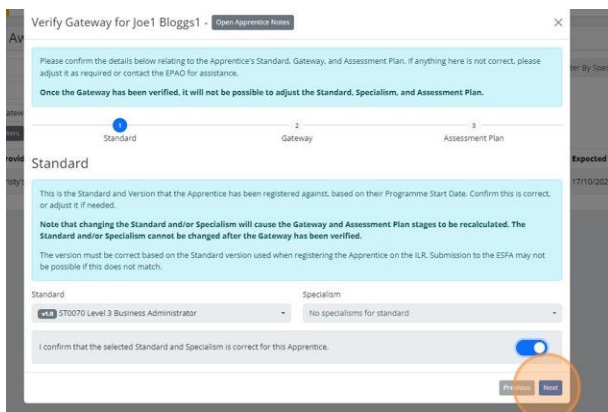 Verify Gateway for Joe1 Bloggs1 - Open Apprentice Notes
Aw
Please confirm the details below relating to the Apprentice's Standard, Gateway, and Assessment Plan. If anything here is not correct, please
adjust it as required or contact the EPAO for assistance.
ter By Spec
Once the Gateway has been verified, it will not be possible to adjust the Standard, Specialism, and Assessment Plan.
atew
1 2 3
Standard Gateway Assessment Plan
lters
rovid
Standard
Expected
risty's
17/10/202
This is the Standard and Version that the Apprentice has been registered against, based on their Programme Start Date. Confirm this is correct,
or adjust it if needed.
Note that changing the Standard and/or Specialism will cause the Gateway and Assessment Plan stages to be recalculated. The
Standard and/or Specialism cannot be changed after the Gateway has been verified.
The version must be correct based on the Standard version used when registering the Apprentice on the ILR. Submission to the ESFA may not
be possible if this does not match.
Standard Specialism
v1.0 ST0070 Level 3 Business Administrator No specialisms for standard
I confirm that the selected Standard and Specialism is correct for this Apprentice.
Previous Next